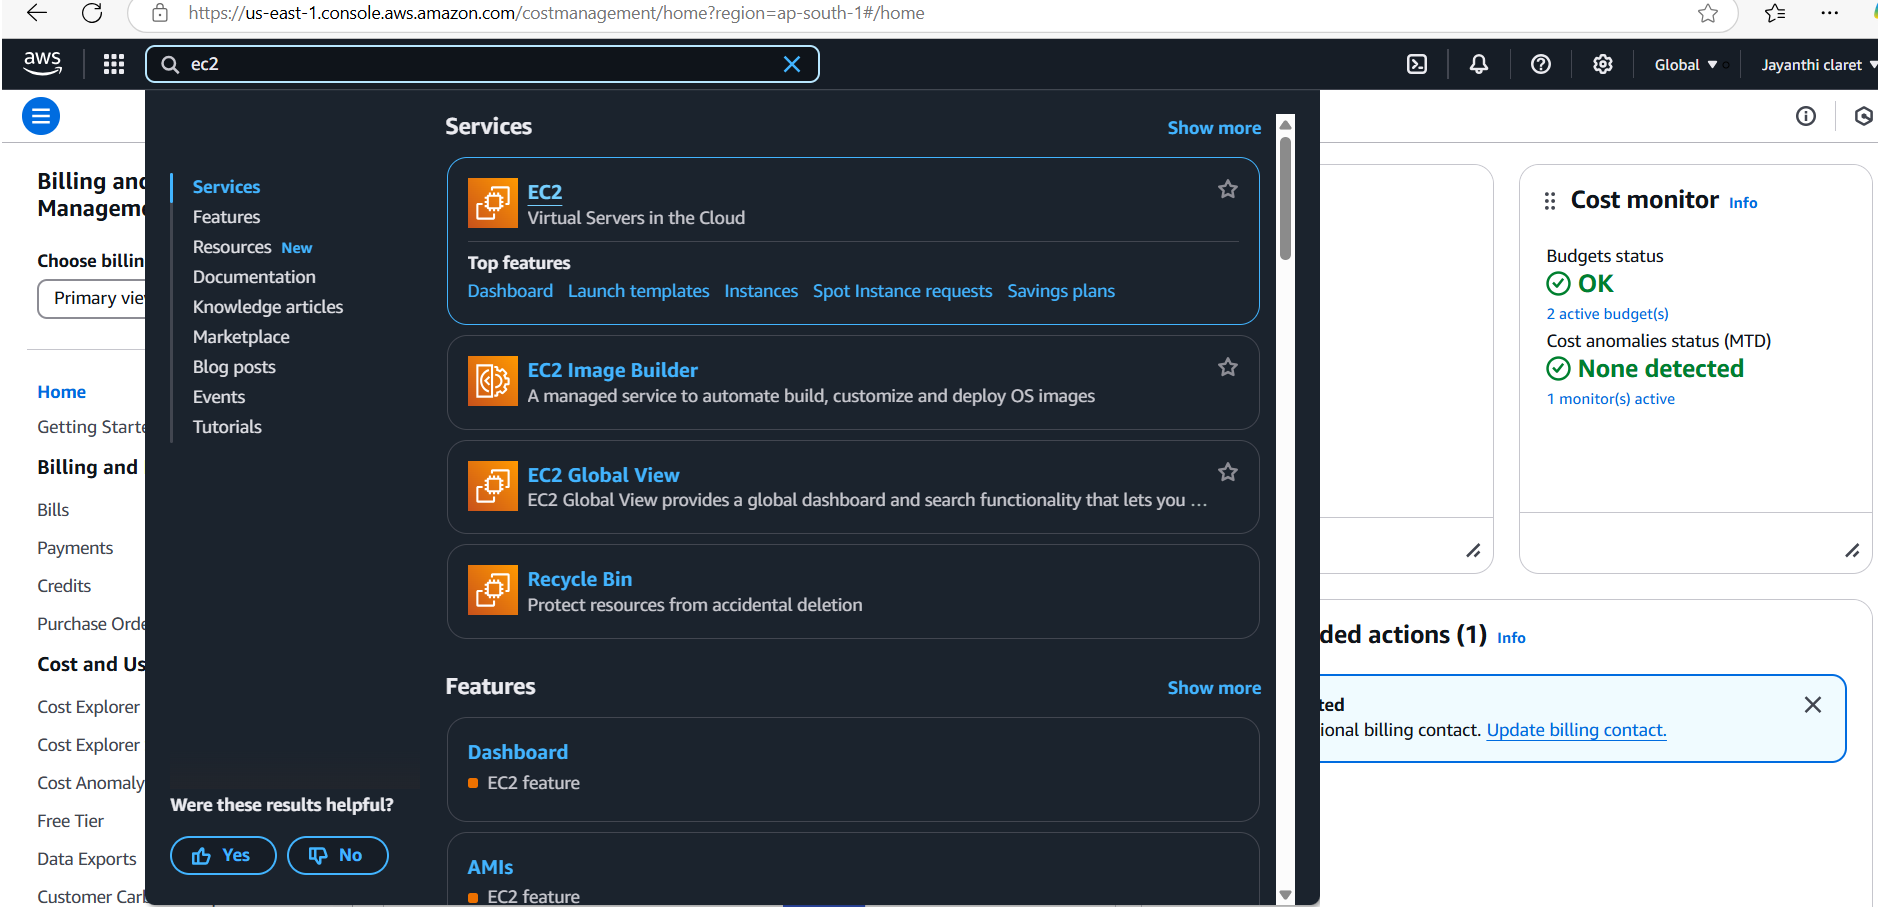 https://us-east-1.console.aws.amazon.com/costmanagement/home?region=ap-south-1#/home
aws
ec2
Global
Jayanthi claret
Billing and
Manageme
Choose billin
Primary vie
Home
Getting Starte
Billing and
Bills
Payments
Credits
Purchase Orde
Cost and Us
Cost Explorer
Cost Explorer
Cost Anomaly
Free Tier
Data Exports
Customer Carb
Services
Features
Resources New
Documentation
Knowledge articles
Marketplace
Blog posts
Events
Tutorials
Were these results helpful?
Yes
No
Services
Show more
EC2
Virtual Servers in the Cloud
Top features
Dashboard Launch templates Instances Spot Instance requests Savings plans
EC2 Image Builder
A managed service to automate build, customize and deploy OS images
EC2 Global View
EC2 Global View provides a global dashboard and search functionality that lets you ...
Recycle Bin
Protect resources from accidental deletion
Features
Show more
Dashboard
EC2 feature
AMIs
EC2 feature
Cost monitor Info
Budgets status
OK
2 active budget(s)
Cost anomalies status (MTD)
None detected
1 monitor(s) active
ded actions (1) Info
ted
ional billing contact. Update billing contact.